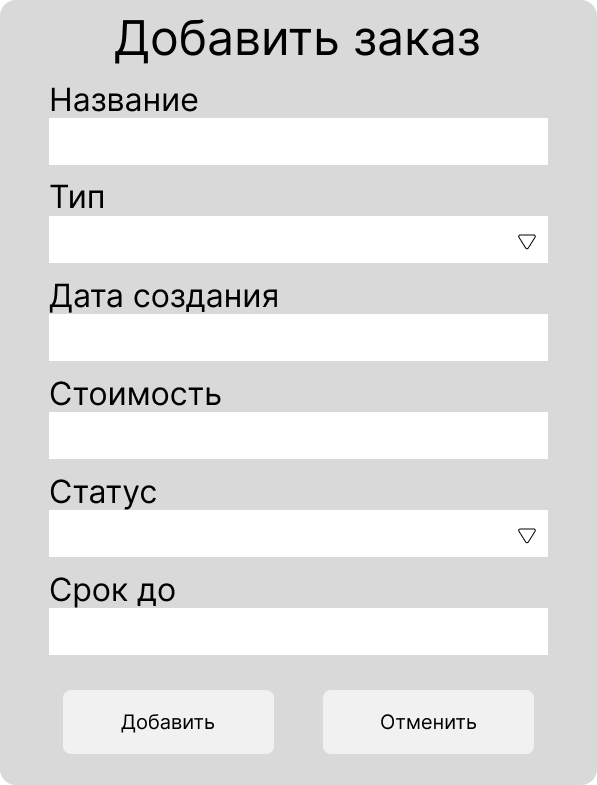 Добавить заказ
Название
Тип
Дата создания
Стоимость
Статус
Срок до
Добавить
Отменить